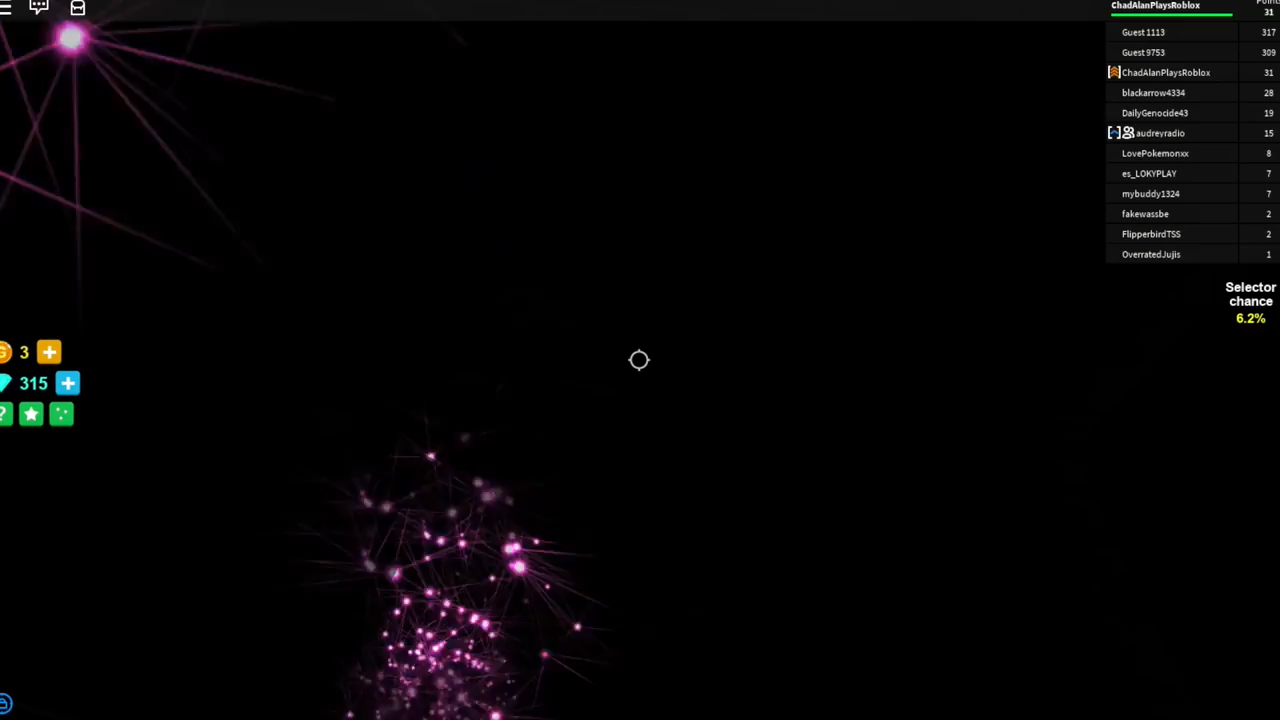 ChadAlanPlaysRoblox
31
Guest 1113 317
Guest 9753 309
ChadAlanPlaysRoblox 31
blackarrow4334 28
DailyGenocide43 19
audreyradio 15
LovePokemonxx 8
es_LOKYPLAY 7
mybuddy1324 7
fakewassbe 2
FlipperbirdTSS 2
OverratedJujis 1
Selector
chance
6.2%
G 3 +
315 +
?